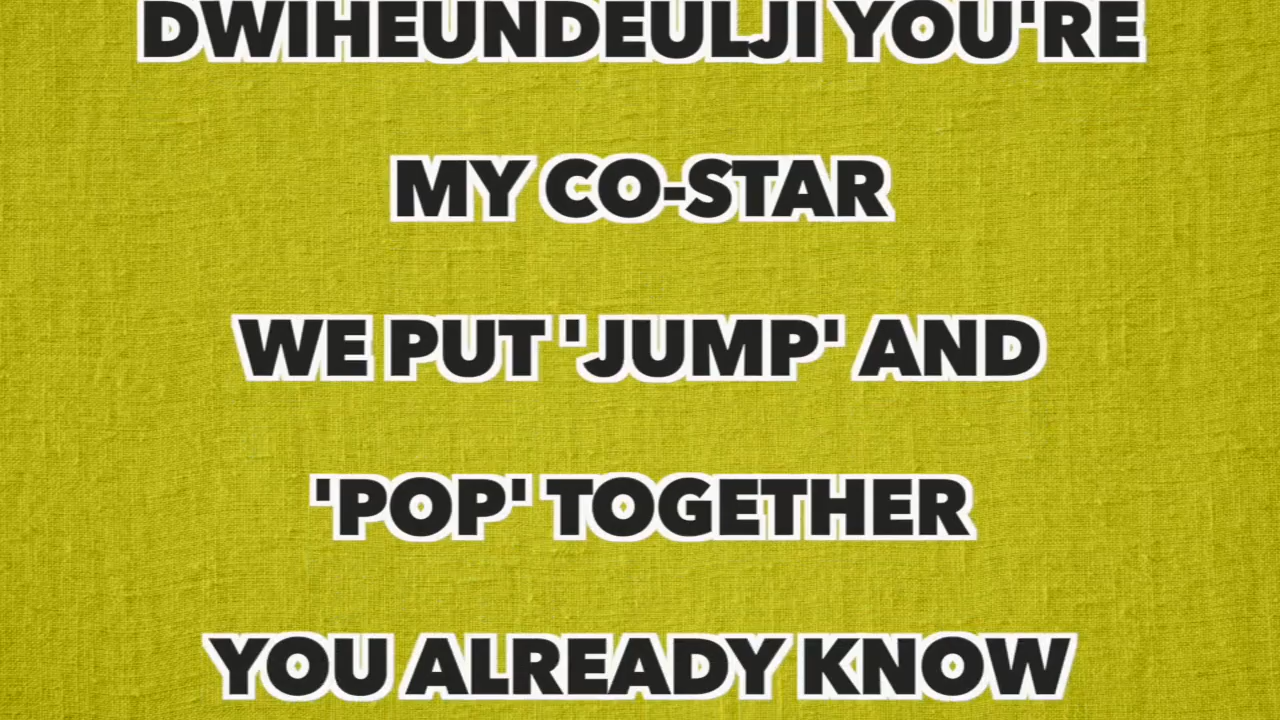 DWIHEUNDEULJI YOU'RE
MY CO-STAR
WE PUT 'JUMP' AND
'POP' TOGETHER
YOU ALREADY KNOW